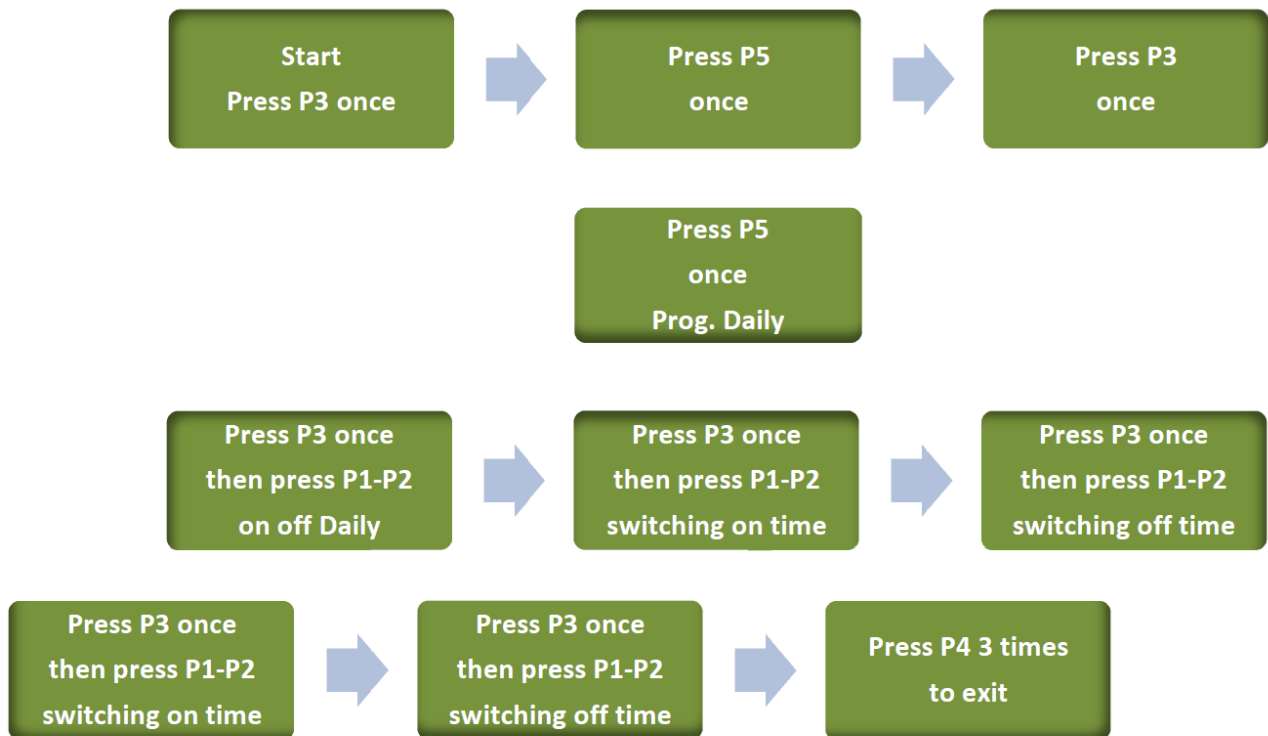 Start
Press P3 once
Press P5
once
Press P3
once
Press P5
once
Prog. Daily
Press P3 once
then press P1-P2
on off Daily
Press P3 once
then press P1-P2
switching on time
Press P3 once
then press P1-P2
switching off time
Press P3 once
then press P1-P2
switching on time
Press P3 once
then press P1-P2
switching off time
Press P4 3 times
to exit